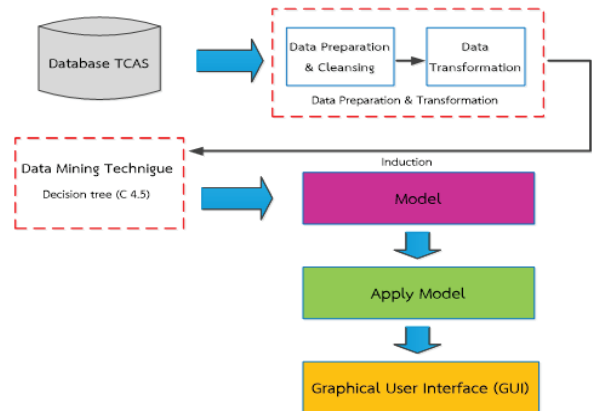 Database TCAS
Data Preparation
& Cleansing
Data
Transformation
Data Preparation & Transformation
Data Mining Technigue
Decision tree (C 4.5)
Induction
Model
Apply Model
Graphical User Interface (GUI)